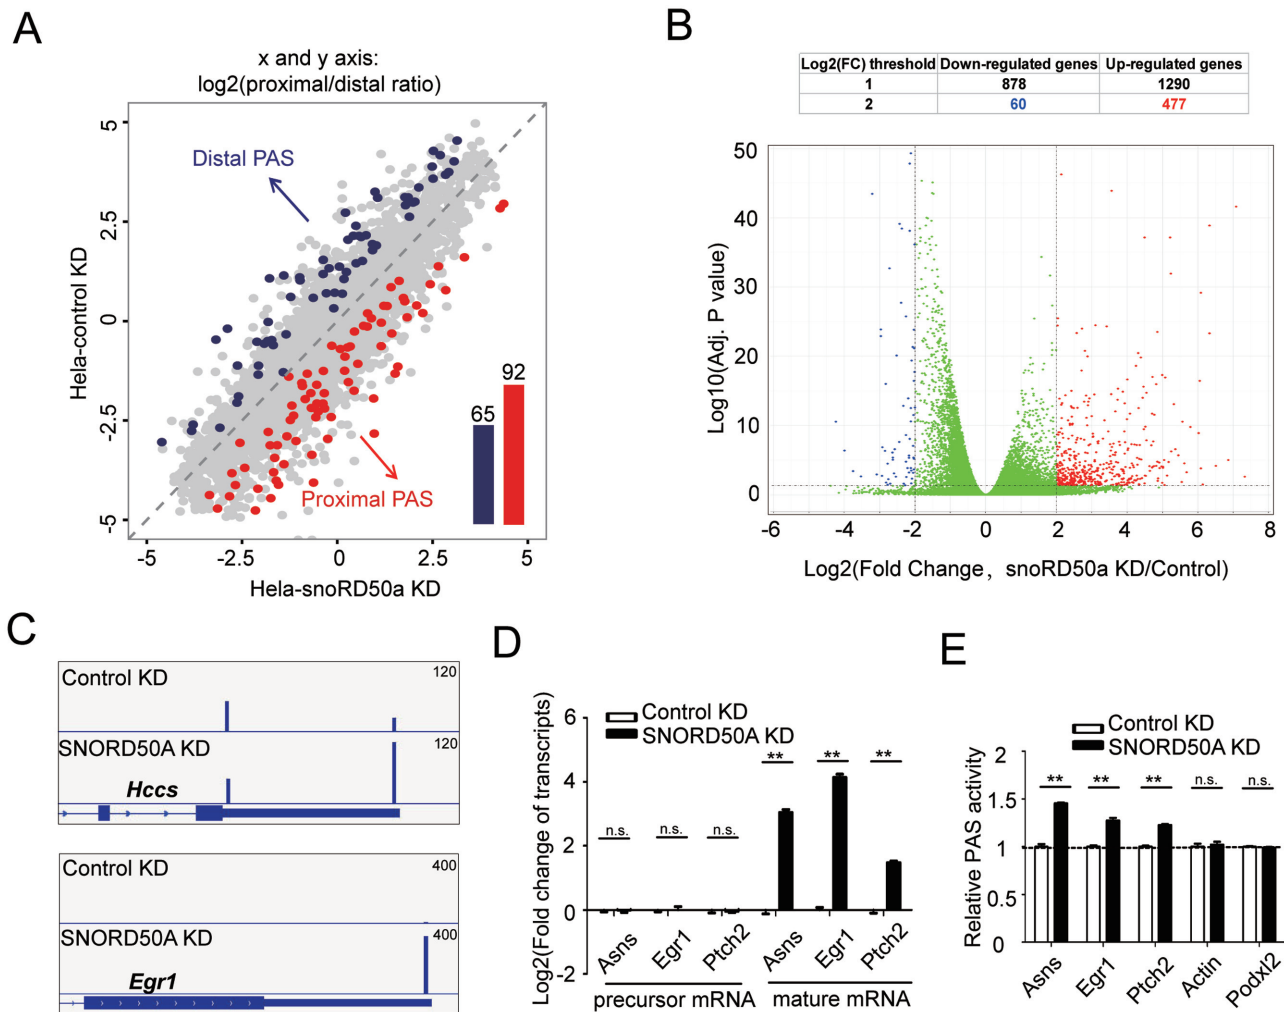 A
x and y axis:
log2(proximal/distal ratio)
5
2.5
0
-2.5
-5
Hela-control KD
Distal PAS
Proximal PAS
65
92
-5
-2.5
0
2.5
5
Hela-snoRD50a KD
B
Log2(FC) threshold Down-regulated genes Up-regulated genes
1 878 1290
2 60 477
50
40
30
20
10
0
Log10(Adj. P value)
-6 -4 -2 0 2 4 6 8
Log2(Fold Change, snoRD50a KD/Control)
C
Control KD 120
SNORD50A KD 120
Hccs
Control KD 400
SNORD50A KD 400
Egr1
D
Control KD
SNORD50A KD
Log2(Fold change of transcripts)
6
4
2
0
-2
n.s. n.s. n.s. ** ** **
Asns Egr1 Ptch2 Asns Egr1 Ptch2
precursor mRNA mature mRNA
E
Control KD
SNORD50A KD
Relative PAS activity
2
1.5
1
0.5
0
** ** ** n.s. n.s.
Asns Egr1 Ptch2 Actin Podxl2